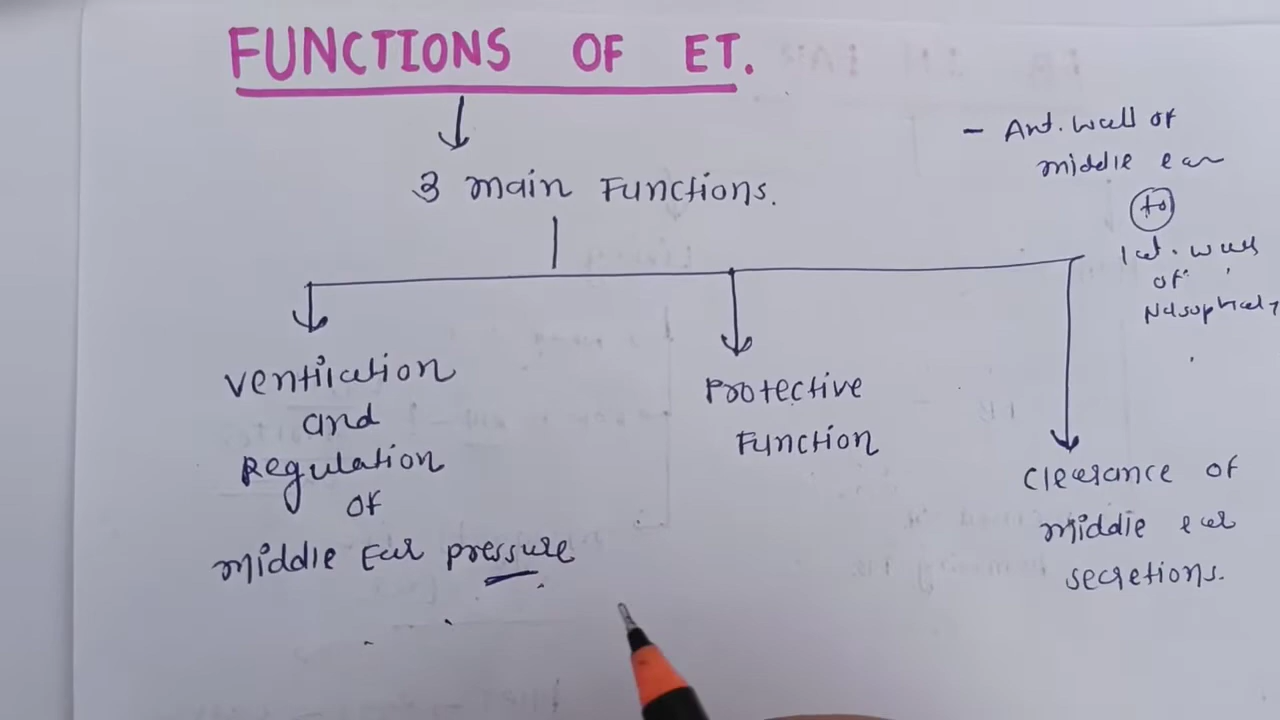 FUNCTIONS OF ET.
3 main Functions.
- Ant. wall of
middle ear
to
lat. wall
of
Ventilation
and
Regulation
of
middle Ear pressure
Protective
Function
Clearance of
middle ear
secretions.